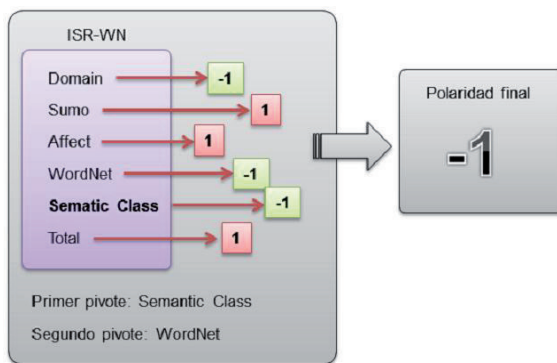 ISR-WN
Domain -1
Sumo 1
Affect 1
WordNet -1
Sematic Class -1
Total 1
Primer pivote: Semantic Class
Segundo pivote: WordNet
Polaridad final
-1